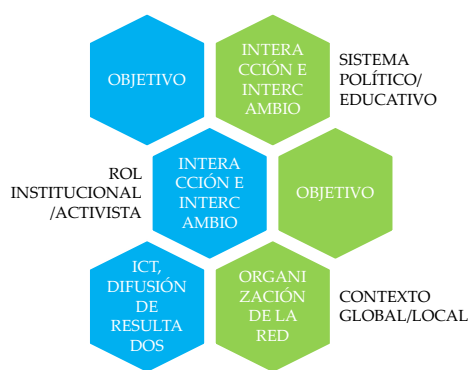 OBJETIVO
INTERA
CCIÓN E
INTERC
AMBIO
SISTEMA
POLÍTICO/
EDUCATIVO
ROL
INSTITUCIONAL
/ACTIVISTA
INTERA
CCIÓN E
INTERC
AMBIO
OBJETIVO
ICT,
DIFUSIÓN
DE
RESULTA
DOS
ORGANI
ZACIÓN
DE LA
RED
CONTEXTO
GLOBAL/LOCAL